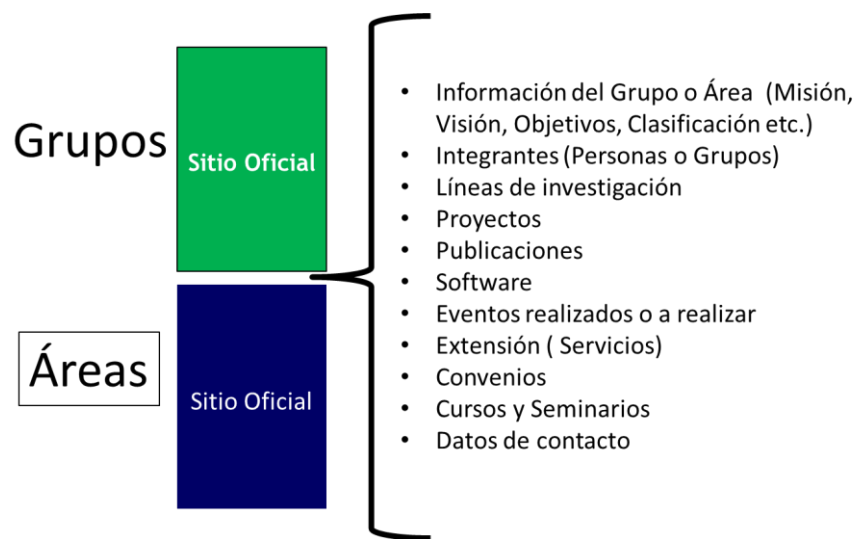 Grupos
Sitio Oficial
Áreas
Sitio Oficial
• Información del Grupo o Área (Misión,
Visión, Objetivos, Clasificación etc.)
• Integrantes (Personas o Grupos)
• Líneas de investigación
• Proyectos
• Publicaciones
• Software
• Eventos realizados o a realizar
• Extensión ( Servicios)
• Convenios
• Cursos y Seminarios
• Datos de contacto